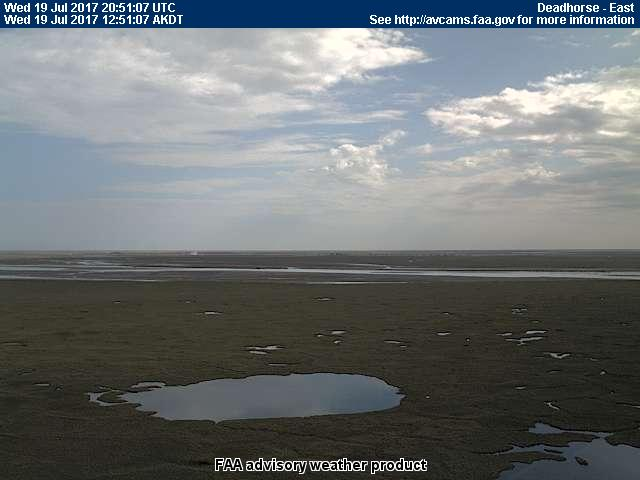 Wed 19 Jul 2017 20:51:07 UTC Deadhorse - East
Wed 19 Jul 2017 12:51:07 AKDT See http://avcams.faa.gov for more information
FAA advisory weather product